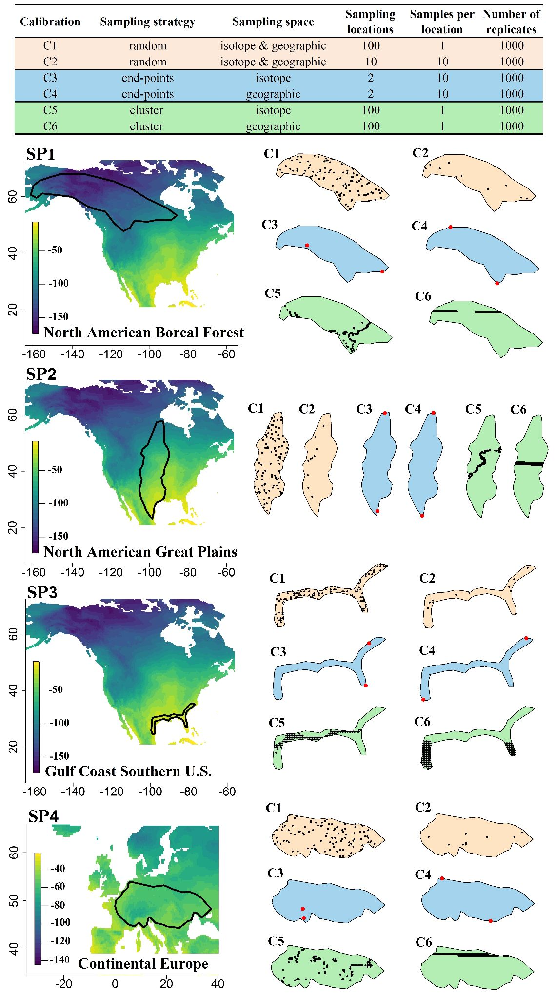 Calibration Sampling strategy Sampling space Sampling locations Samples per location Number of replicates
C1 random isotope & geographic 100 1 1000
C2 random isotope & geographic 10 10 1000
C3 end-points isotope 2 10 1000
C4 end-points geographic 2 10 1000
C5 cluster isotope 100 1 1000
C6 cluster geographic 100 1 1000
SP1
C1 C2
C3 C4
C5 C6
60
40
20
-50
-100
-150
North American Boreal Forest
-160 -140 -120 -100 -80 -60
SP2
C1 C2 C3 C4 C5 C6
60
40
20
-50
-100
-150
North American Great Plains
-160 -140 -120 -100 -80 -60
SP3
C1 C2
C3 C4
C5 C6
60
40
20
-50
-100
-150
Gulf Coast Southern U.S.
-160 -140 -120 -100 -80 -60
SP4
C1 C2
C3 C4
C5 C6
60
50
40
-40
-60
-80
-100
-120
-140
Continental Europe
-20 0 20 40